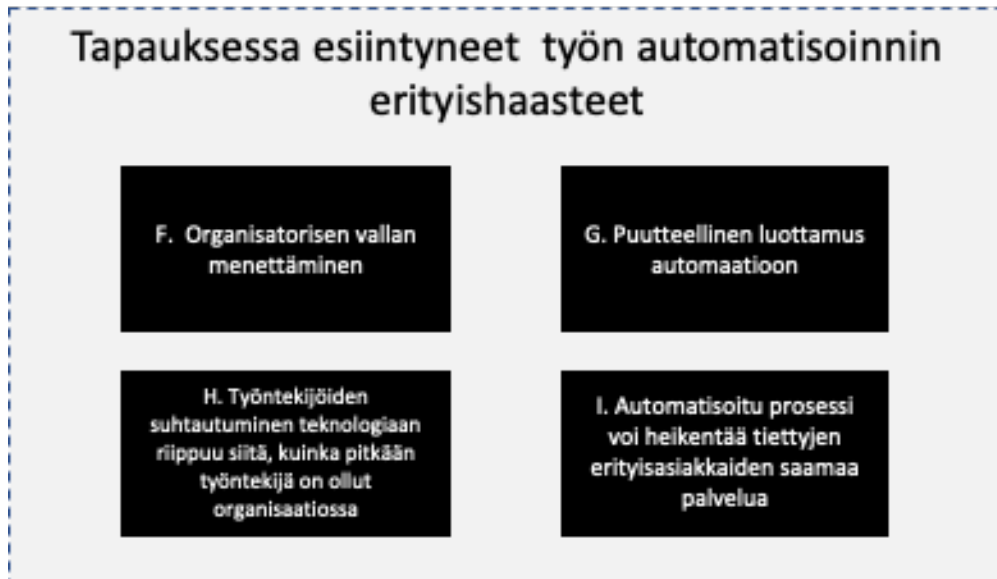 Tapauksessa esiintyneet työn automatisoinnin
erityishaasteet
F. Organisatorisen vallan
menettäminen
G. Puutteellinen luottamus
automaatioon
H. Työntekijöiden
suhtautuminen teknologiaan
riippuu siitä, kuinka pitkään
työntekijä on ollut
organisaatiossa
I. Automatisoitu prosessi
voi heikentää tiettyjen
erityisasiakkaiden saamaa
palvelua